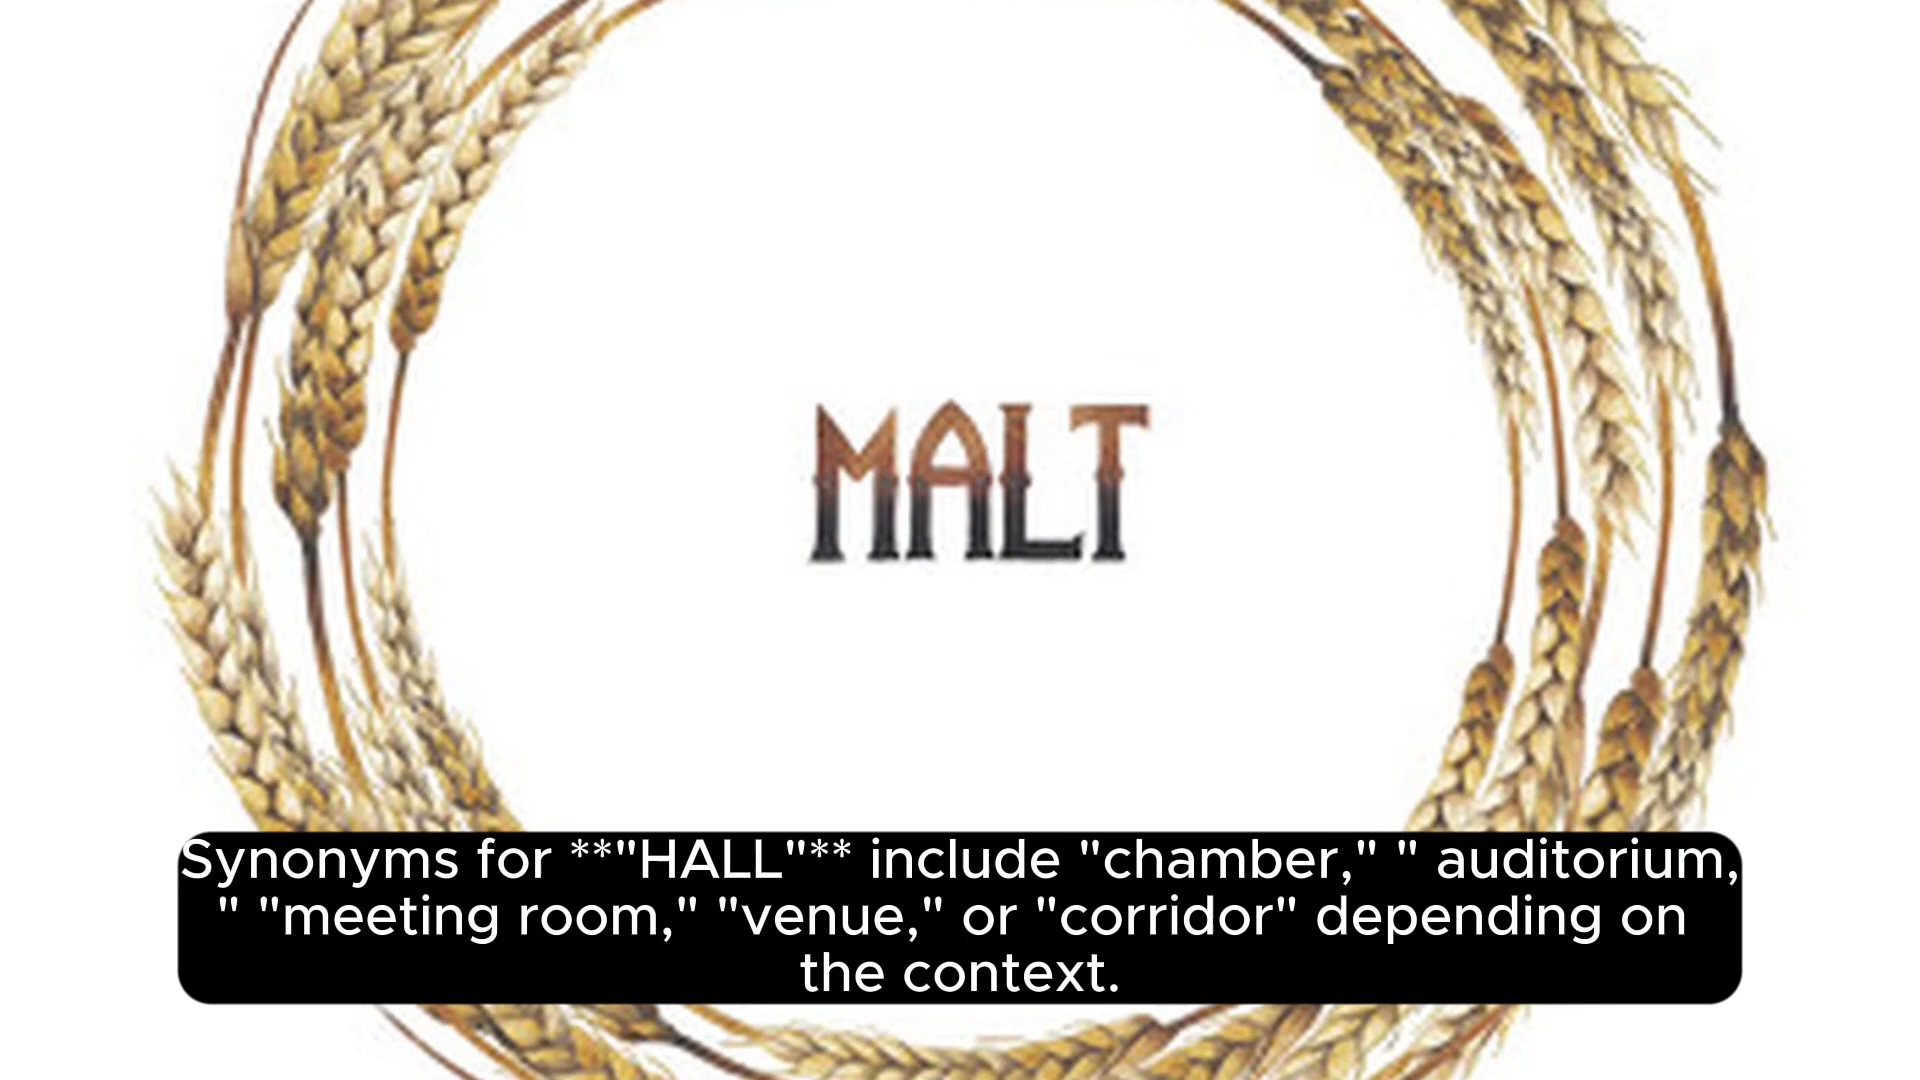 MALT
Synonyms for **"HALL"** include "chamber," " auditorium,
" "meeting room," "venue," or "corridor" depending on
the context.